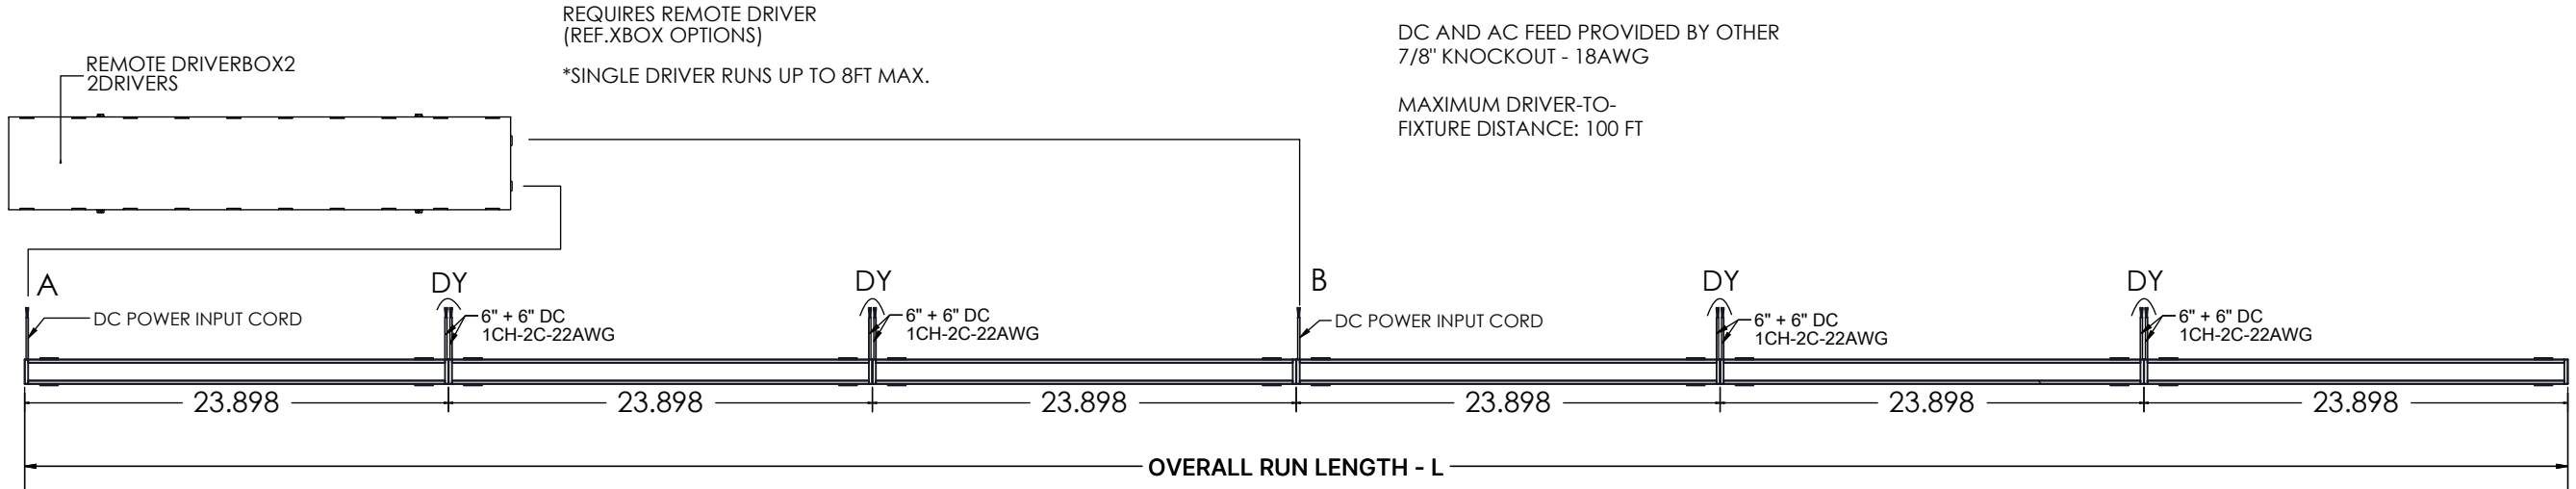 REQUIRES REMOTE DRIVER
(REF.XBOX OPTIONS)
*SINGLE DRIVER RUNS UP TO 8FT MAX.
DC AND AC FEED PROVIDED BY OTHER
7/8" KNOCKOUT - 18AWG
MAXIMUM DRIVER-TO-
FIXTURE DISTANCE: 100 FT
REMOTE DRIVERBOX2
2DRIVERS
A
DC POWER INPUT CORD
DY
6" + 6" DC
1CH-2C-22AWG
DY
6" + 6" DC
1CH-2C-22AWG
B
DC POWER INPUT CORD
DY
6" + 6" DC
1CH-2C-22AWG
DY
6" + 6" DC
1CH-2C-22AWG
23.898
23.898
23.898
23.898
23.898
23.898
OVERALL RUN LENGTH - L